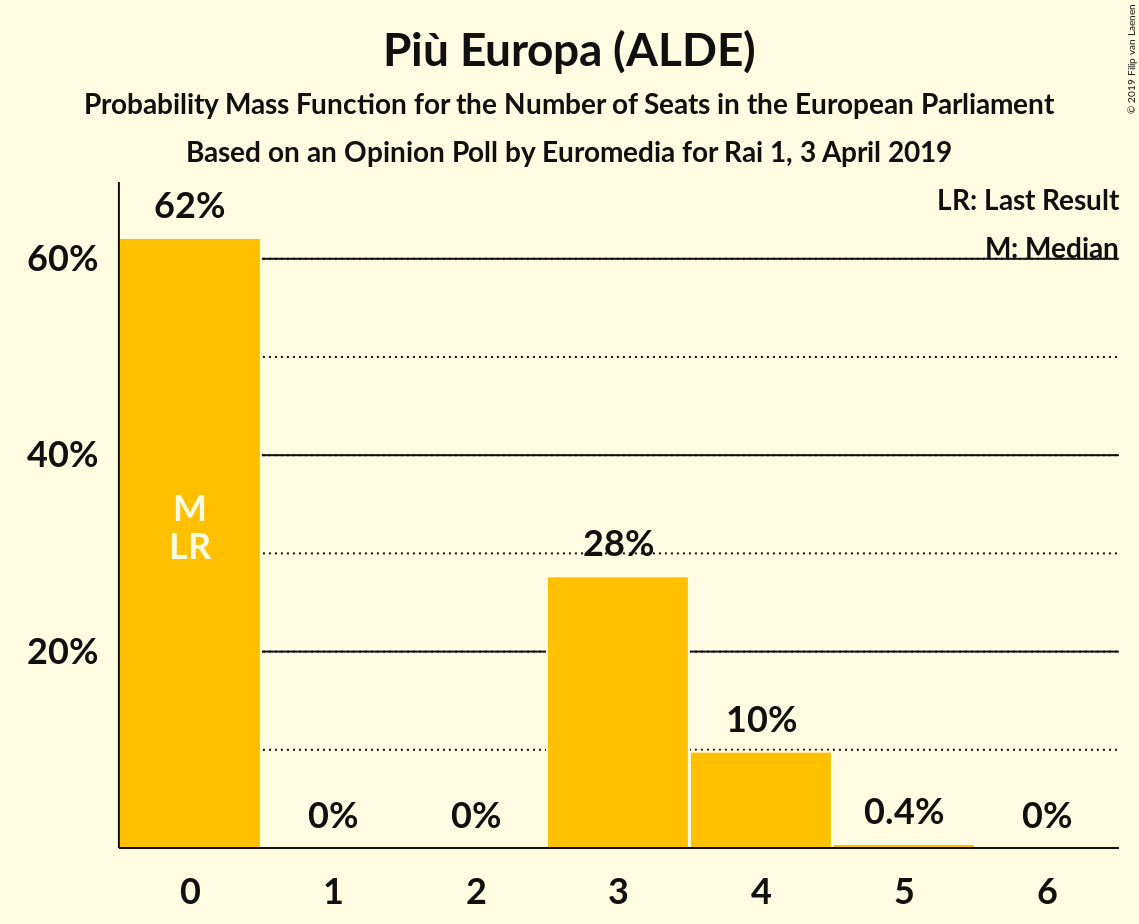 Più Europa (ALDE)
Probability Mass Function for the Number of Seats in the European Parliament
Based on an Opinion Poll by Euromedia for Rai 1, 3 April 2019
© 2019 Filip van Laenen
LR: Last Result
M: Median
62%
60%
40%
20%
M
LR
0%
0%
28%
10%
0.4%
0%
0 1 2 3 4 5 6